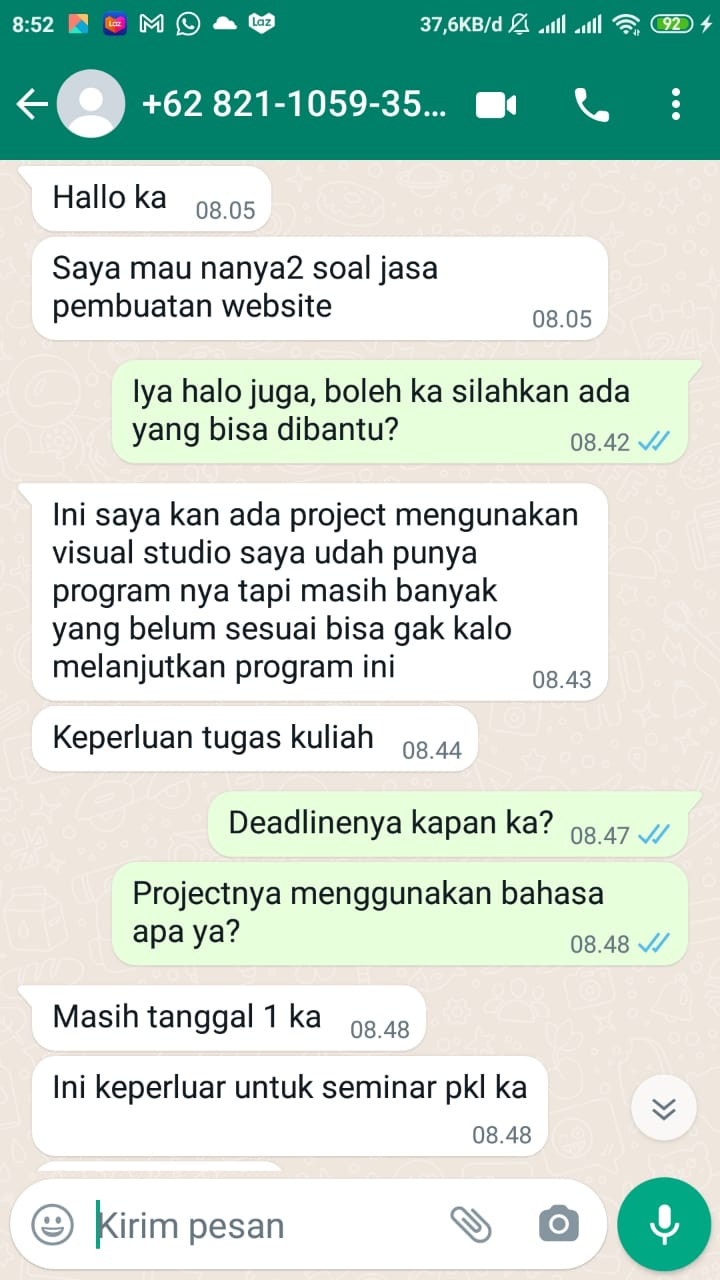 8:52
Laz
Laz
37,6KB/d
92
+62 821-1059-35...
Hallo ka
08.05
Saya mau nanya2 soal jasa
pembuatan website
08.05
Iya halo juga, boleh ka silahkan ada
yang bisa dibantu?
08.42
Ini saya kan ada project mengunakan
visual studio saya udah punya
program nya tapi masih banyak
yang belum sesuai bisa gak kalo
melanjutkan program ini
08.43
Keperluan tugas kuliah
08.44
Deadlinenya kapan ka?
08.47
Projectnya menggunakan bahasa
apa ya?
08.48
Masih tanggal 1 ka
08.48
Ini keperluar untuk seminar pkl ka
08.48
Kirim pesan